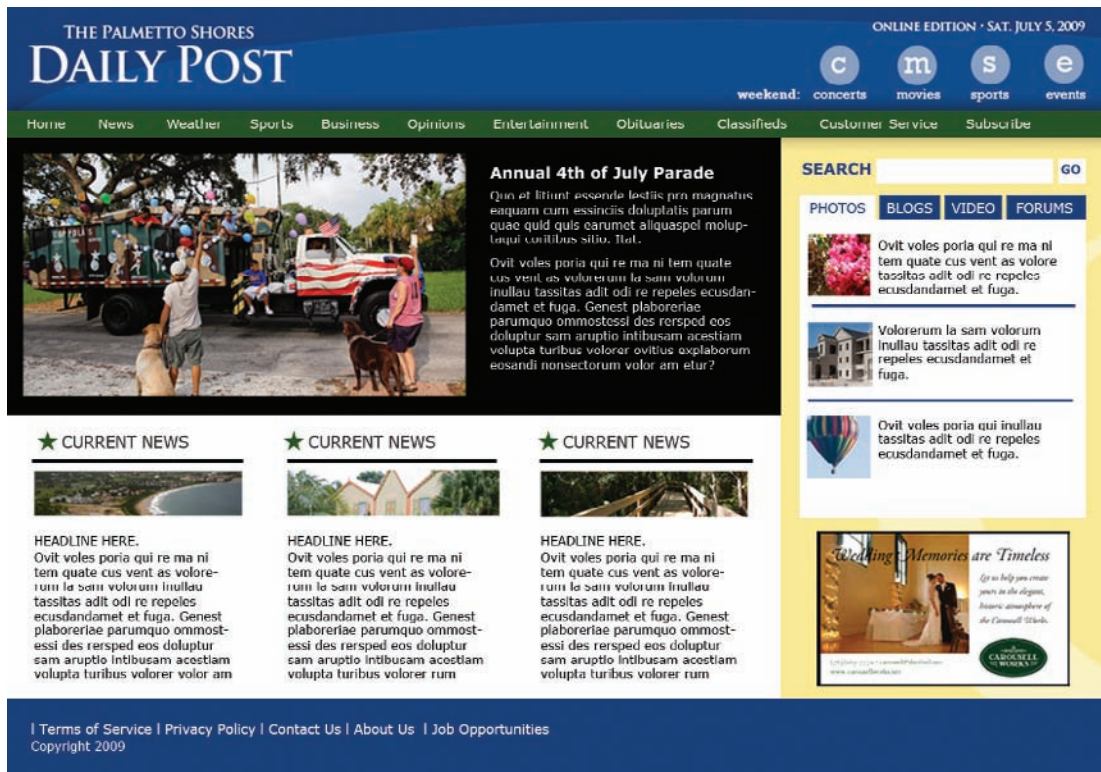 THE PALMETTO SHORES
DAILY POST
ONLINE EDITION · SAT. JULY 5, 2009
c m s e
weekend: concerts movies sports events
Home News Weather Sports Business Opinions Entertainment Obituaries Classifieds Customer Service Subscribe
Annual 4th of July Parade
Quo et litiunt essende lestiis pro magnatus
eaquam cum essinciis doluptatis parum
quae quid quis earumet aliquaspel molup-
taqui coritibus sitio. Itat.
Ovit voles poria qui re ma ni tem quate
cus vent as volorerum la sam volorum
inullau tassitas adit odi re repeles ecusdan-
damet et fuga. Genest plaboreriae
parumquo ommostessi des rersped eos
doluptur sam aruptio intibusam acestiam
volupta turibus volorer ovitius explaborum
eosandi nonsectorum volor am etur?
SEARCH GO
PHOTOS BLOGS VIDEO FORUMS
Ovit voles poria qui re ma ni
tem quate cus vent as volore
tassitas adit odi re repeles
ecusdandamet et fuga.
Volorerum la sam volorum
inullau tassitas adit odi re
repeles ecusdandamet et
fuga.
Ovit voles poria qui inullau
tassitas adit odi re repeles
ecusdandamet et fuga.
★ CURRENT NEWS
HEADLINE HERE.
Ovit voles poria qui re ma ni
tem quate cus vent as volore-
rum la sam volorum inullau
tassitas adit odi re repeles
ecusdandamet et fuga. Genest
plaboreriae parumquo ommost-
essi des rersped eos doluptur
sam aruptio intibusam acestiam
volupta turibus volorer volor am
★ CURRENT NEWS
HEADLINE HERE.
Ovit voles poria qui re ma ni
tem quate cus vent as volore-
rum la sam volorum inullau
tassitas adit odi re repeles
ecusdandamet et fuga. Genest
plaboreriae parumquo ommost-
essi des rersped eos doluptur
sam aruptio intibusam acestiam
volupta turibus volorer rum
★ CURRENT NEWS
HEADLINE HERE.
Ovit voles poria qui re ma ni
tem quate cus vent as volore-
rum la sam volorum inullau
tassitas adit odi re repeles
ecusdandamet et fuga. Genest
plaboreriae parumquo ommost-
essi des rersped eos doluptur
sam aruptio intibusam acestiam
volupta turibus volorer rum
Wedding Memories are Timeless
Let us help you create
yours in the elegant,
historic atmosphere of
the Carousell Works.
CAROUSELL
WORKS
| Terms of Service | Privacy Policy | Contact Us | About Us | Job Opportunities
Copyright 2009